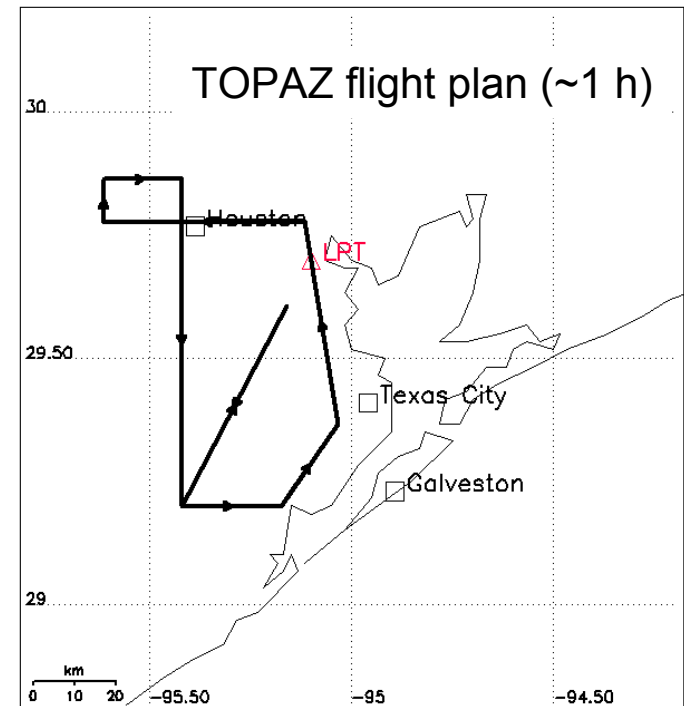 TOPAZ flight plan (~1 h)
30
Houston
LPT
29.50
Texas City
Galveston
29
km
0 10 20
-95.50 -95 -94.50